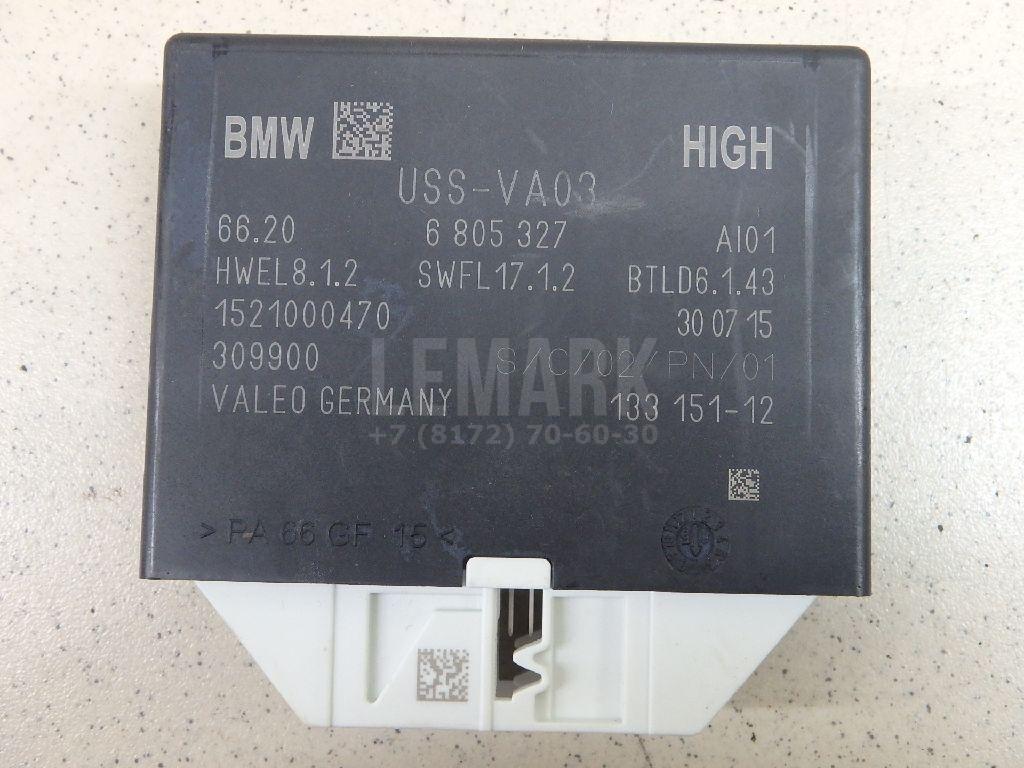 BMW HIGH
USS-VA03
66.20 6 805 327 AI01
HWEL8.1.2 SWFL17.1.2 BTLD6.1.43
1521000470 30 07 15
309900 S/C/02/PN/01
LEMARK
VALEO GERMANY 133 151-12
+7 (8172) 70-60-30
> PA 66 GF 15 <